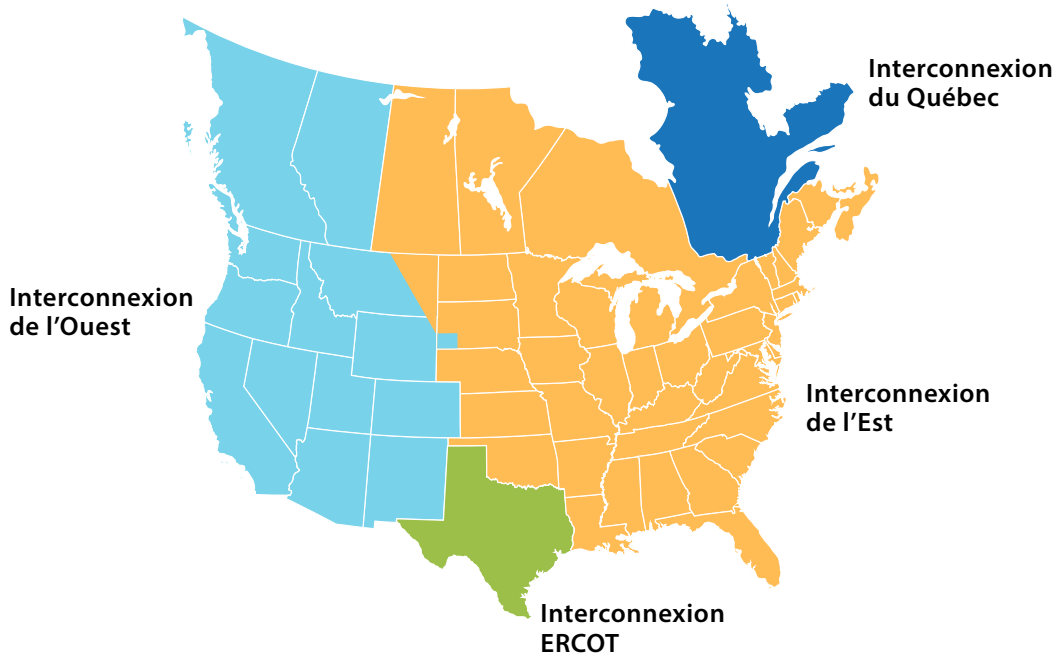 Interconnexion
du Québec
Interconnexion
de l’Ouest
Interconnexion
de l’Est
Interconnexion
ERCOT